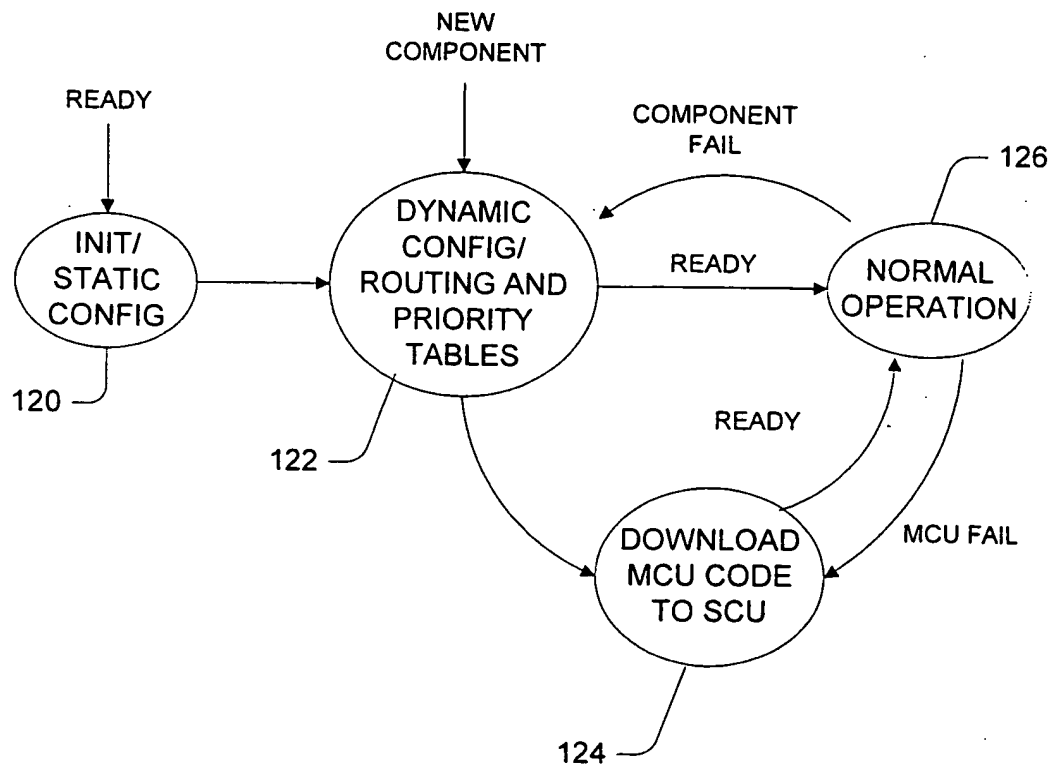 NEW
COMPONENT
READY
COMPONENT
FAIL
126
INIT/
STATIC
CONFIG
DYNAMIC
CONFIG/
ROUTING AND
PRIORITY
TABLES
READY
NORMAL
OPERATION
120
122
READY
MCU FAIL
DOWNLOAD
MCU CODE
TO SCU
124